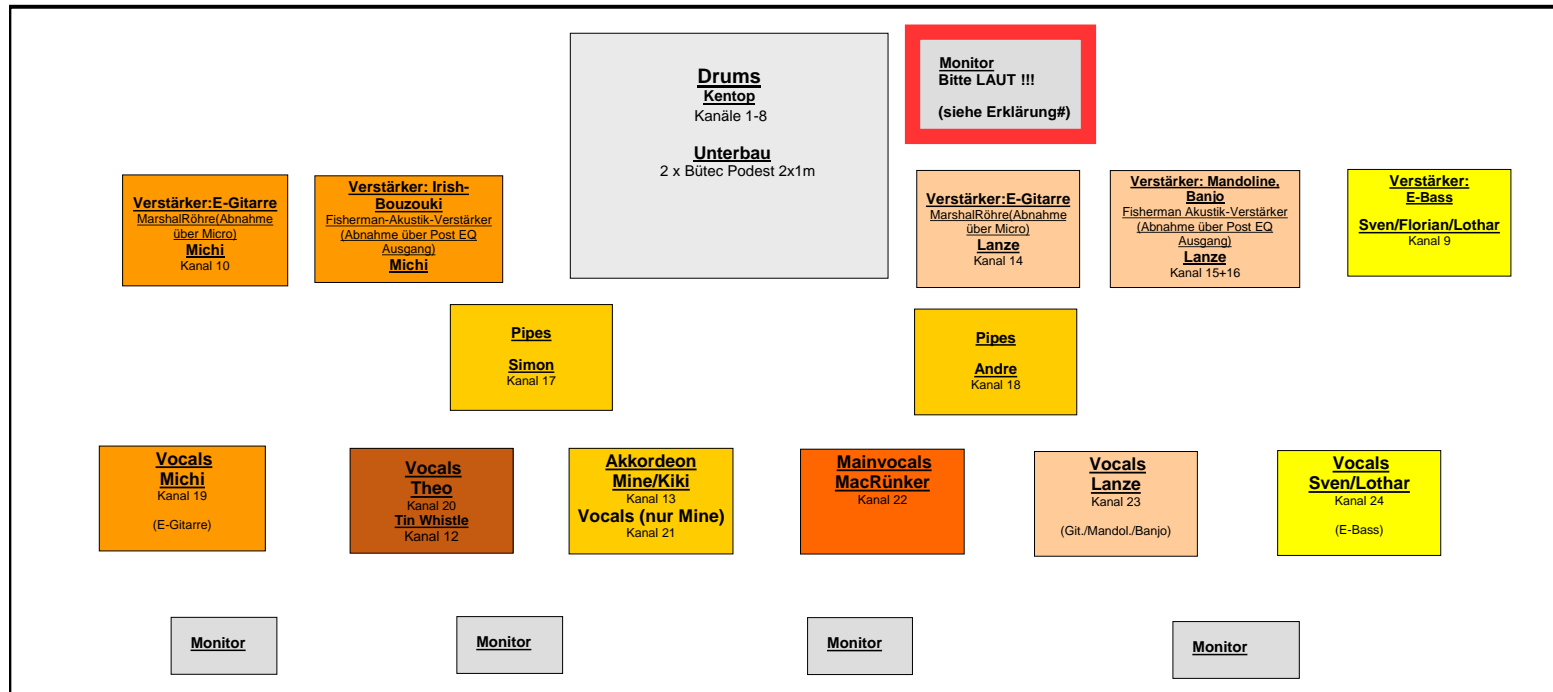 Drums
Kentop
Kanäle 1-8
Unterbau
2 x Bütec Podest 2x1m
Monitor
Bitte LAUT !!!
(siehe Erklärung#)
Verstärker:E-Gitarre
MarshalRöhre(Abnahme
über Micro)
Michi
Kanal 10
Verstärker: Irish-
Bouzouki
Fisherman-Akustik-Verstärker
(Abnahme über Post EQ
Ausgang)
Michi
Verstärker:E-Gitarre
MarshalRöhre(Abnahme
über Micro)
Lanze
Kanal 14
Verstärker: Mandoline,
Banjo
Fisherman Akustik-Verstärker
(Abnahme über Post EQ
Ausgang)
Lanze
Kanal 15+16
Verstärker:
E-Bass
Sven/Florian/Lothar
Kanal 9
Pipes
Simon
Kanal 17
Pipes
Andre
Kanal 18
Vocals
Michi
Kanal 19
(E-Gitarre)
Vocals
Theo
Kanal 20
Tin Whistle
Kanal 12
Akkordeon
Mine/Kiki
Kanal 13
Vocals (nur Mine)
Kanal 21
Mainvocals
MacRünker
Kanal 22
Vocals
Lanze
Kanal 23
(Git./Mandol./Banjo)
Vocals
Sven/Lothar
Kanal 24
(E-Bass)
Monitor
Monitor
Monitor
Monitor